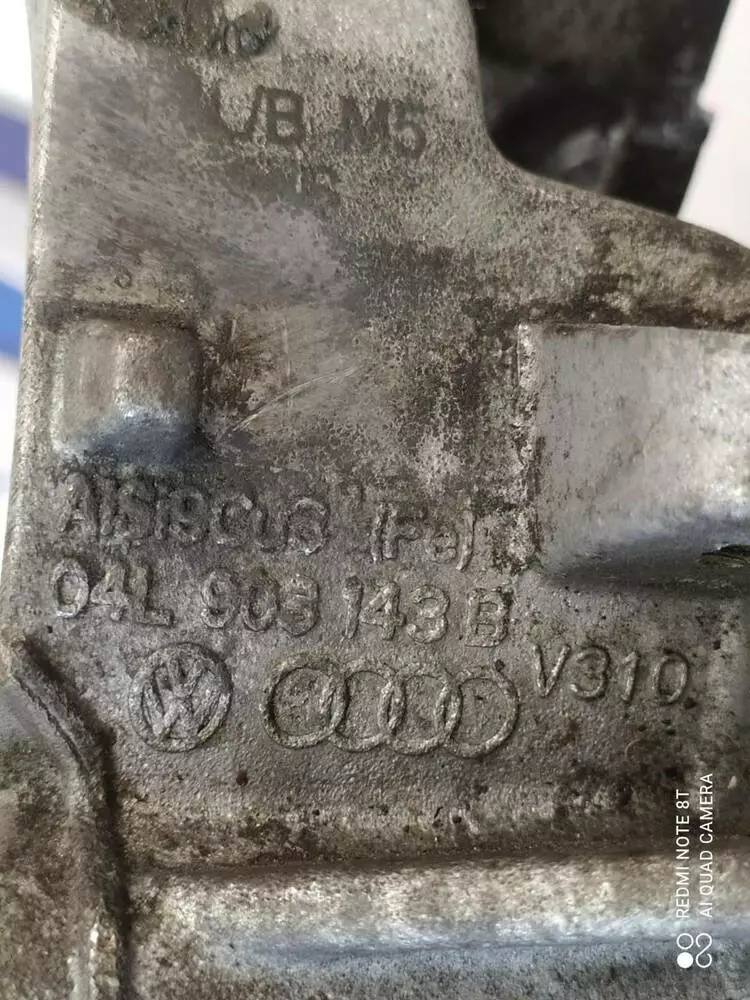 /B M5
AlSi9Cu3 (Fe)
04L 903 143 B
V310
REDMI NOTE 8T
AI QUAD CAMERA